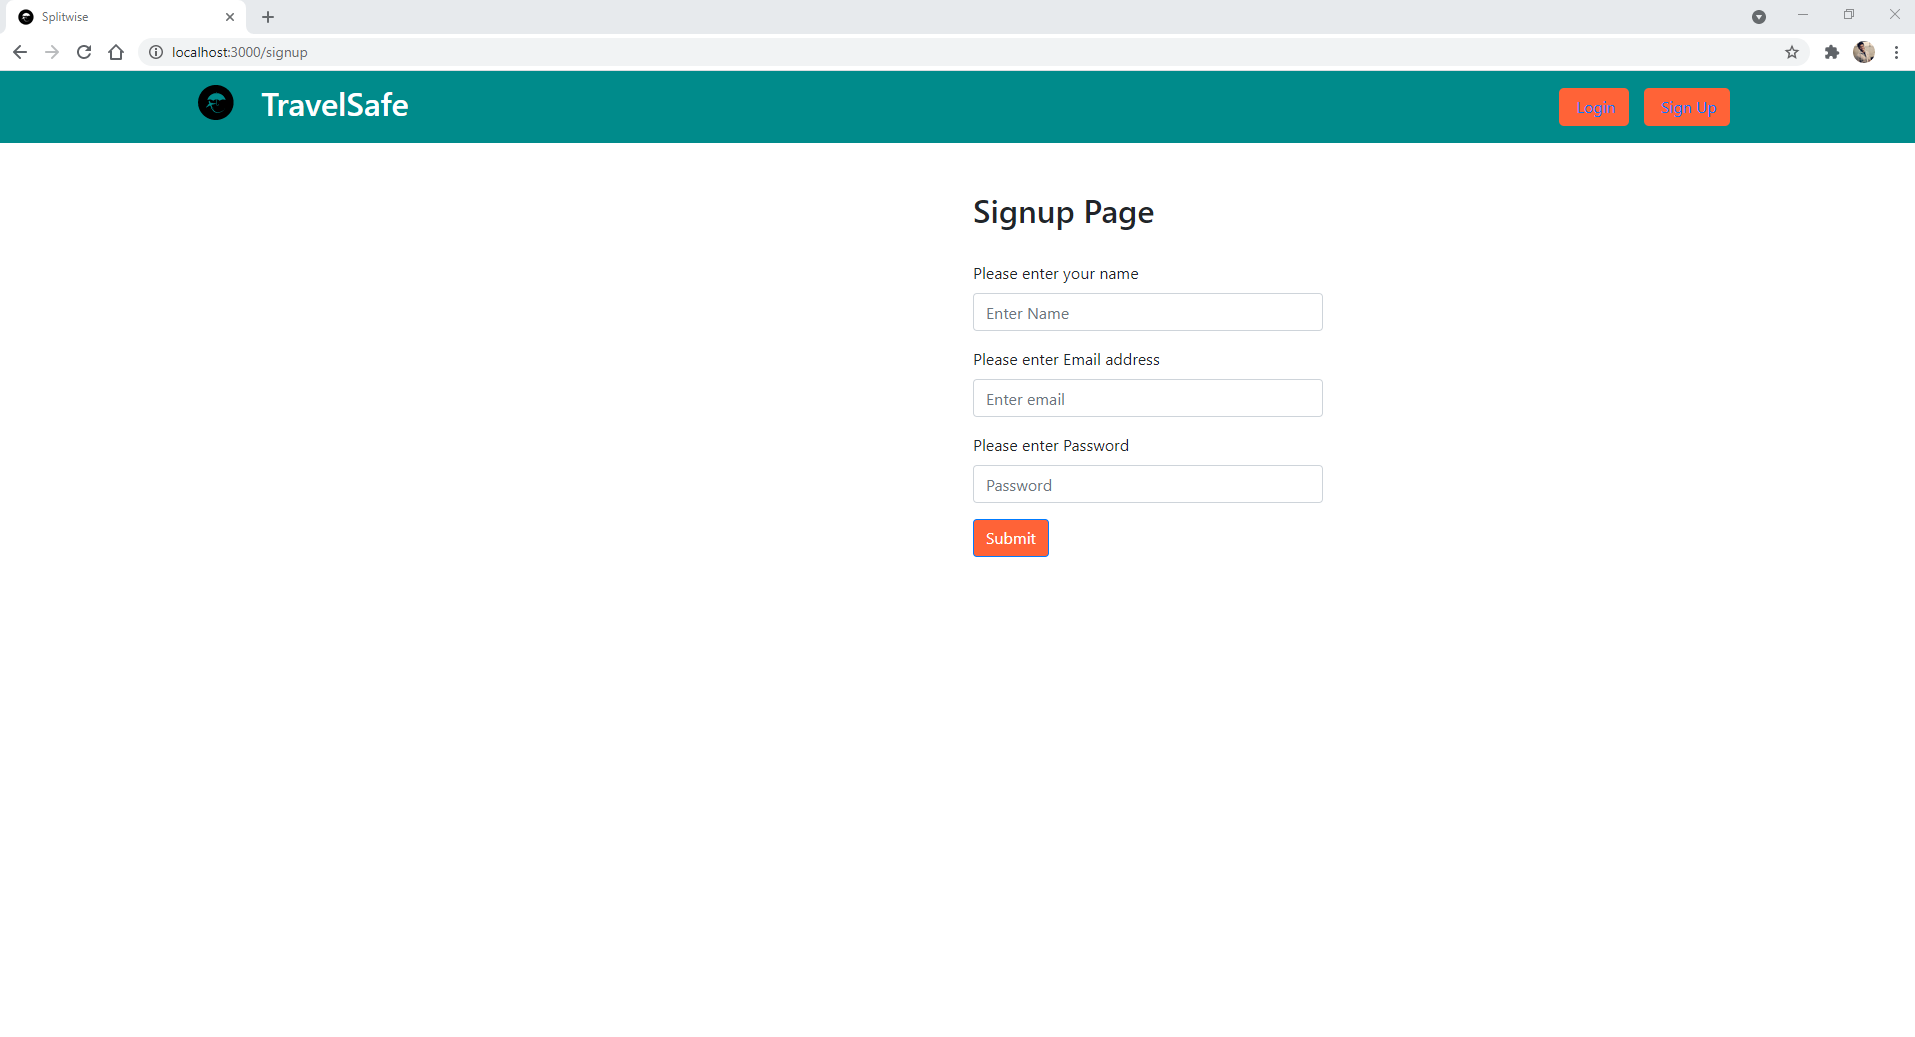 Splitwise
localhost:3000/signup
TravelSafe
Login
Sign Up
Signup Page
Please enter your name
Enter Name
Please enter Email address
Enter email
Please enter Password
Password
Submit